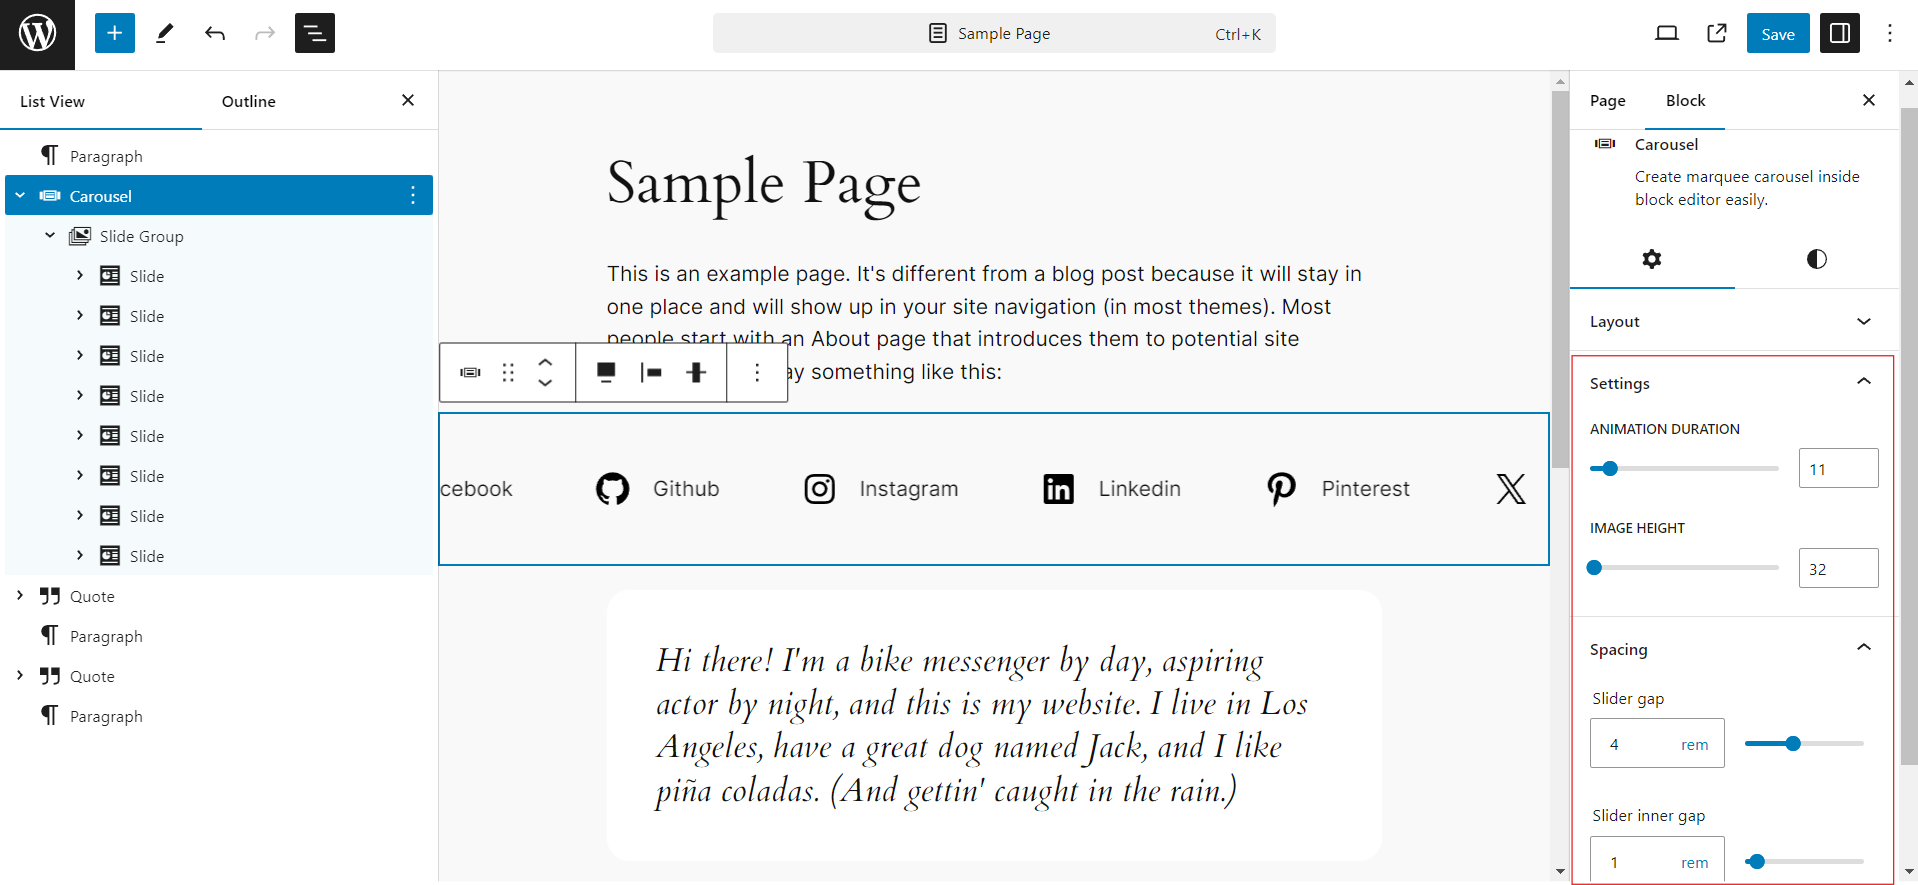 Sample Page
Ctrl+K
Save
List View
Outline
Paragraph
Carousel
Slide Group
Slide
Slide
Slide
Slide
Slide
Slide
Slide
Slide
Quote
Paragraph
Quote
Paragraph
Sample Page
This is an example page. It's different from a blog post because it will stay in
one place and will show up in your site navigation (in most themes). Most
people start with an About page that introduces them to potential site
ay something like this:
cebook
Github
Instagram
Linkedin
Pinterest
Hi there! I'm a bike messenger by day, aspiring
actor by night, and this is my website. I live in Los
Angeles, have a great dog named Jack, and I like
piña coladas. (And gettin' caught in the rain.)
Page
Block
Carousel
Create marquee carousel inside
block editor easily.
Layout
Settings
ANIMATION DURATION
11
IMAGE HEIGHT
32
Spacing
Slider gap
4 rem
Slider inner gap
1 rem